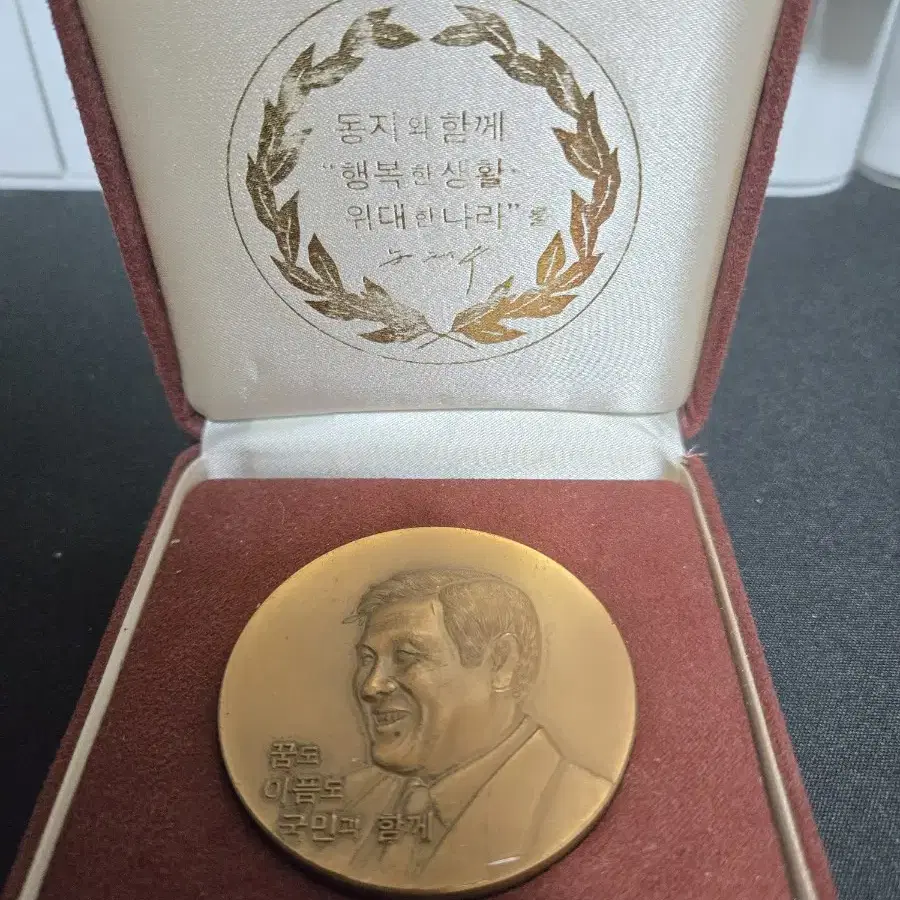 동지와 함께
"행복한 생활·
위대한 나라"를
꿈도
아픔도
국민과 함께